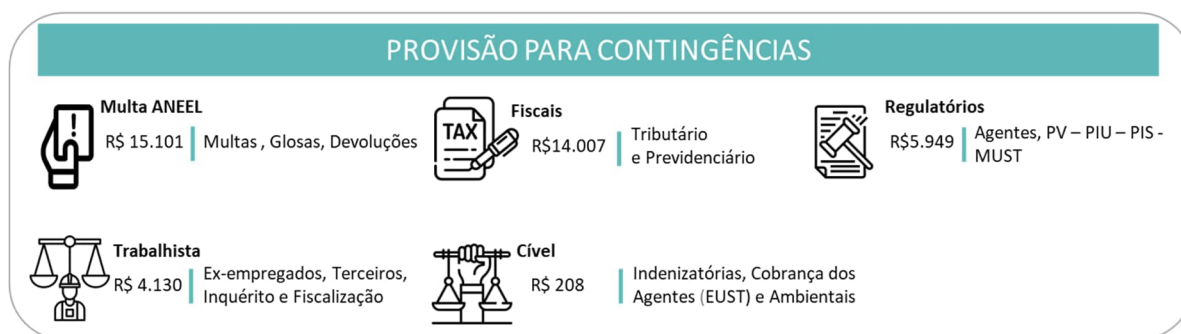 PROVISÃO PARA CONTINGÊNCIAS
Multa ANEEL
R$ 15.101
Multas , Glosas, Devoluções
TAX
Fiscais
R$14.007
Tributário
e Previdenciário
Regulatórios
R$5.949
Agentes, PV – PIU – PIS -
MUST
Trabalhista
R$ 4.130
Ex-empregados, Terceiros,
Inquérito e Fiscalização
Cível
R$ 208
Indenizatórias, Cobrança dos
Agentes (EUST) e Ambientais